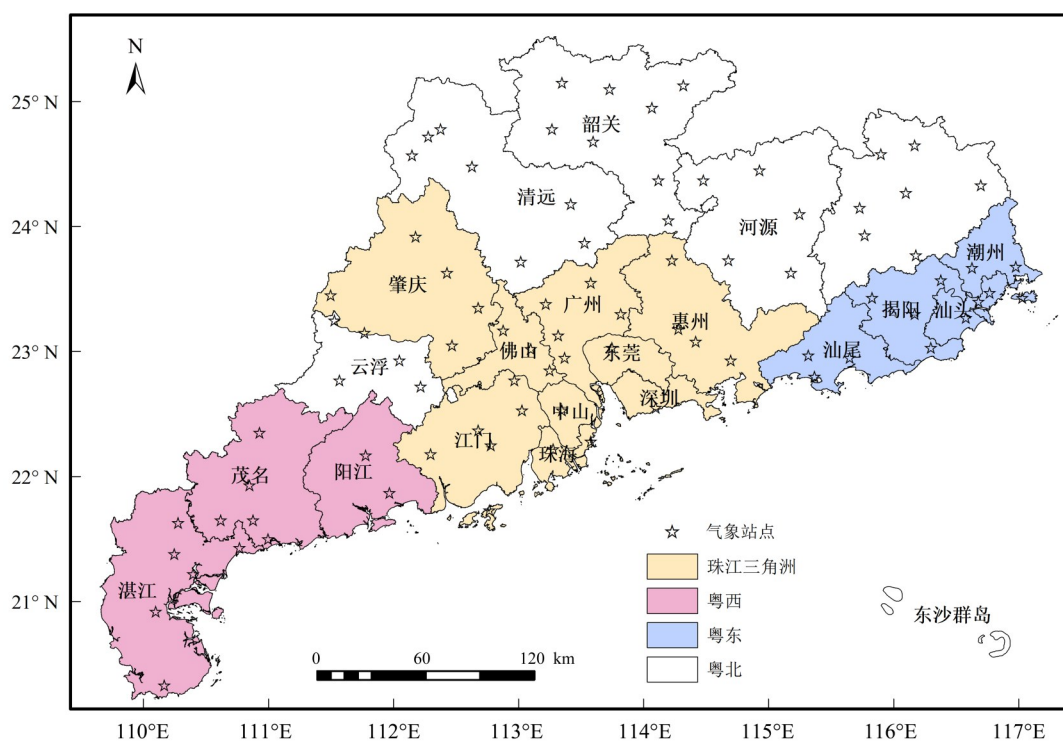 N
25° N
24° N
23° N
22° N
21° N
韶关
清远
河源
潮州
肇庆
广州
揭阳
汕头
惠州
佛山
东莞
汕尾
云浮
深圳
中山
江门
珠海
茂名
阳江
湛江
气象站点
珠江三角洲
粤西
粤东
粤北
东沙群岛
0 60 120 km
110°E 111°E 112°E 113°E 114°E 115°E 116°E 117°E